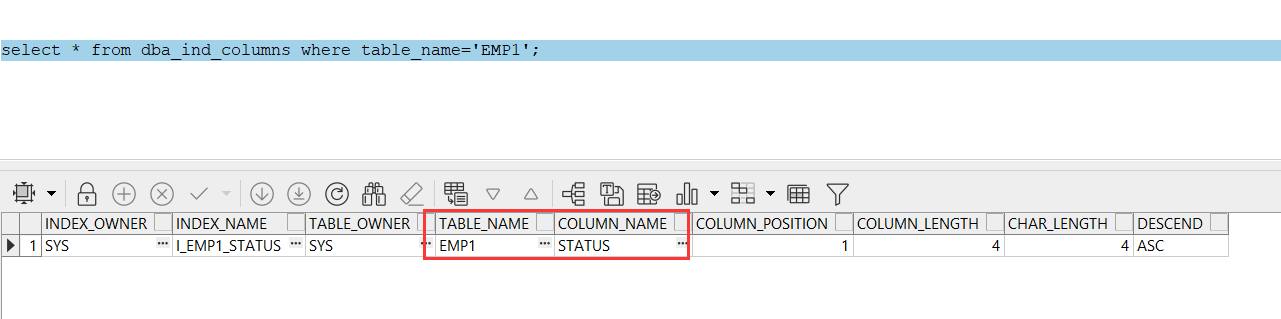 select * from dba_ind_columns where table_name='EMP1';
INDEX_OWNER INDEX_NAME TABLE_OWNER TABLE_NAME COLUMN_NAME COLUMN_POSITION COLUMN_LENGTH CHAR_LENGTH DESCEND
1 SYS ... I_EMP1_STATUS ... SYS ... EMP1 ... STATUS ... 1 4 4 ASC